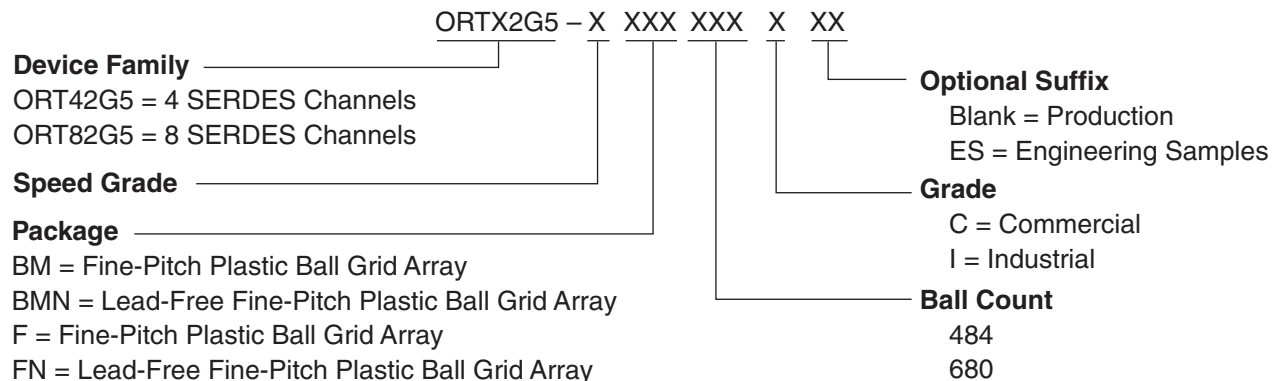 ORTX2G5 – X XXX XXX X XX
Device Family
ORT42G5 = 4 SERDES Channels
ORT82G5 = 8 SERDES Channels
Speed Grade
Package
BM = Fine-Pitch Plastic Ball Grid Array
BMN = Lead-Free Fine-Pitch Plastic Ball Grid Array
F = Fine-Pitch Plastic Ball Grid Array
FN = Lead-Free Fine-Pitch Plastic Ball Grid Array
Optional Suffix
Blank = Production
ES = Engineering Samples
Grade
C = Commercial
I = Industrial
Ball Count
484
680